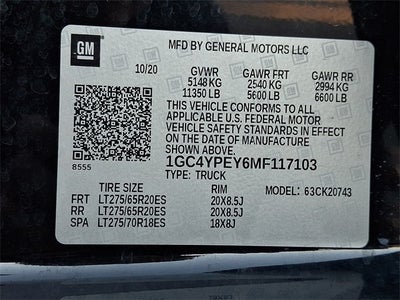 GM
MFD BY GENERAL MOTORS LLC
10/20 GVWR GAWR FRT GAWR RR
5148 KG 2540 KG 2994 KG
11350 LB 5600 LB 6600 LB
THIS VEHICLE CONFORMS TO ALL
APPLICABLE U.S. FEDERAL MOTOR
VEHICLE SAFETY STANDARDS IN EFFECT
ON THE DATE OF MANUFACTURE
SHOWN ABOVE.
8555
1GC4YPEY6MF117103
TYPE: TRUCK
TIRE SIZE RIM MODEL: 63CK20743
FRT LT275/65R20ES 20X8.5J
RR LT275/65R20ES 20X8.5J
SPA LT275/70R18ES 18X8J